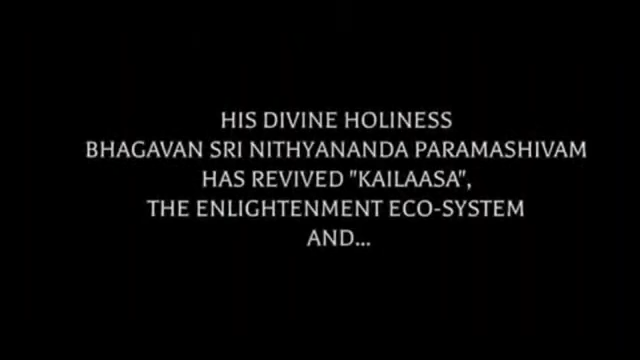 HIS DIVINE HOLINESS
BHAGAVAN SRI NITHYANANDA PARAMASHIVAM
HAS REVIVED "KAILAASA",
THE ENLIGHTENMENT ECO-SYSTEM
AND...